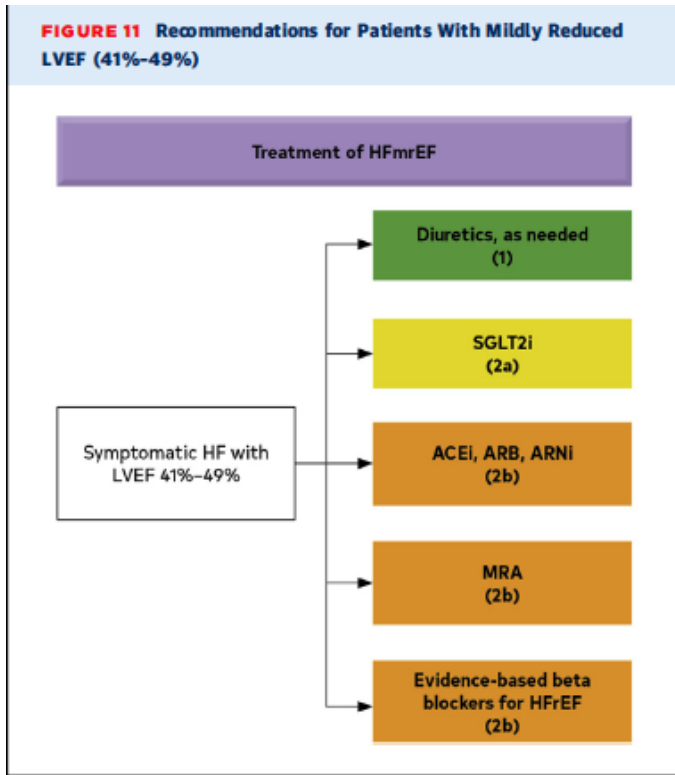 FIGURE 11 Recommendations for Patients With Mildly Reduced
LVEF (41%-49%)
Treatment of HFmrEF
Diuretics, as needed
(1)
SGLT2i
(2a)
Symptomatic HF with
LVEF 41%–49%
ACEi, ARB, ARNi
(2b)
MRA
(2b)
Evidence-based beta
blockers for HFrEF
(2b)